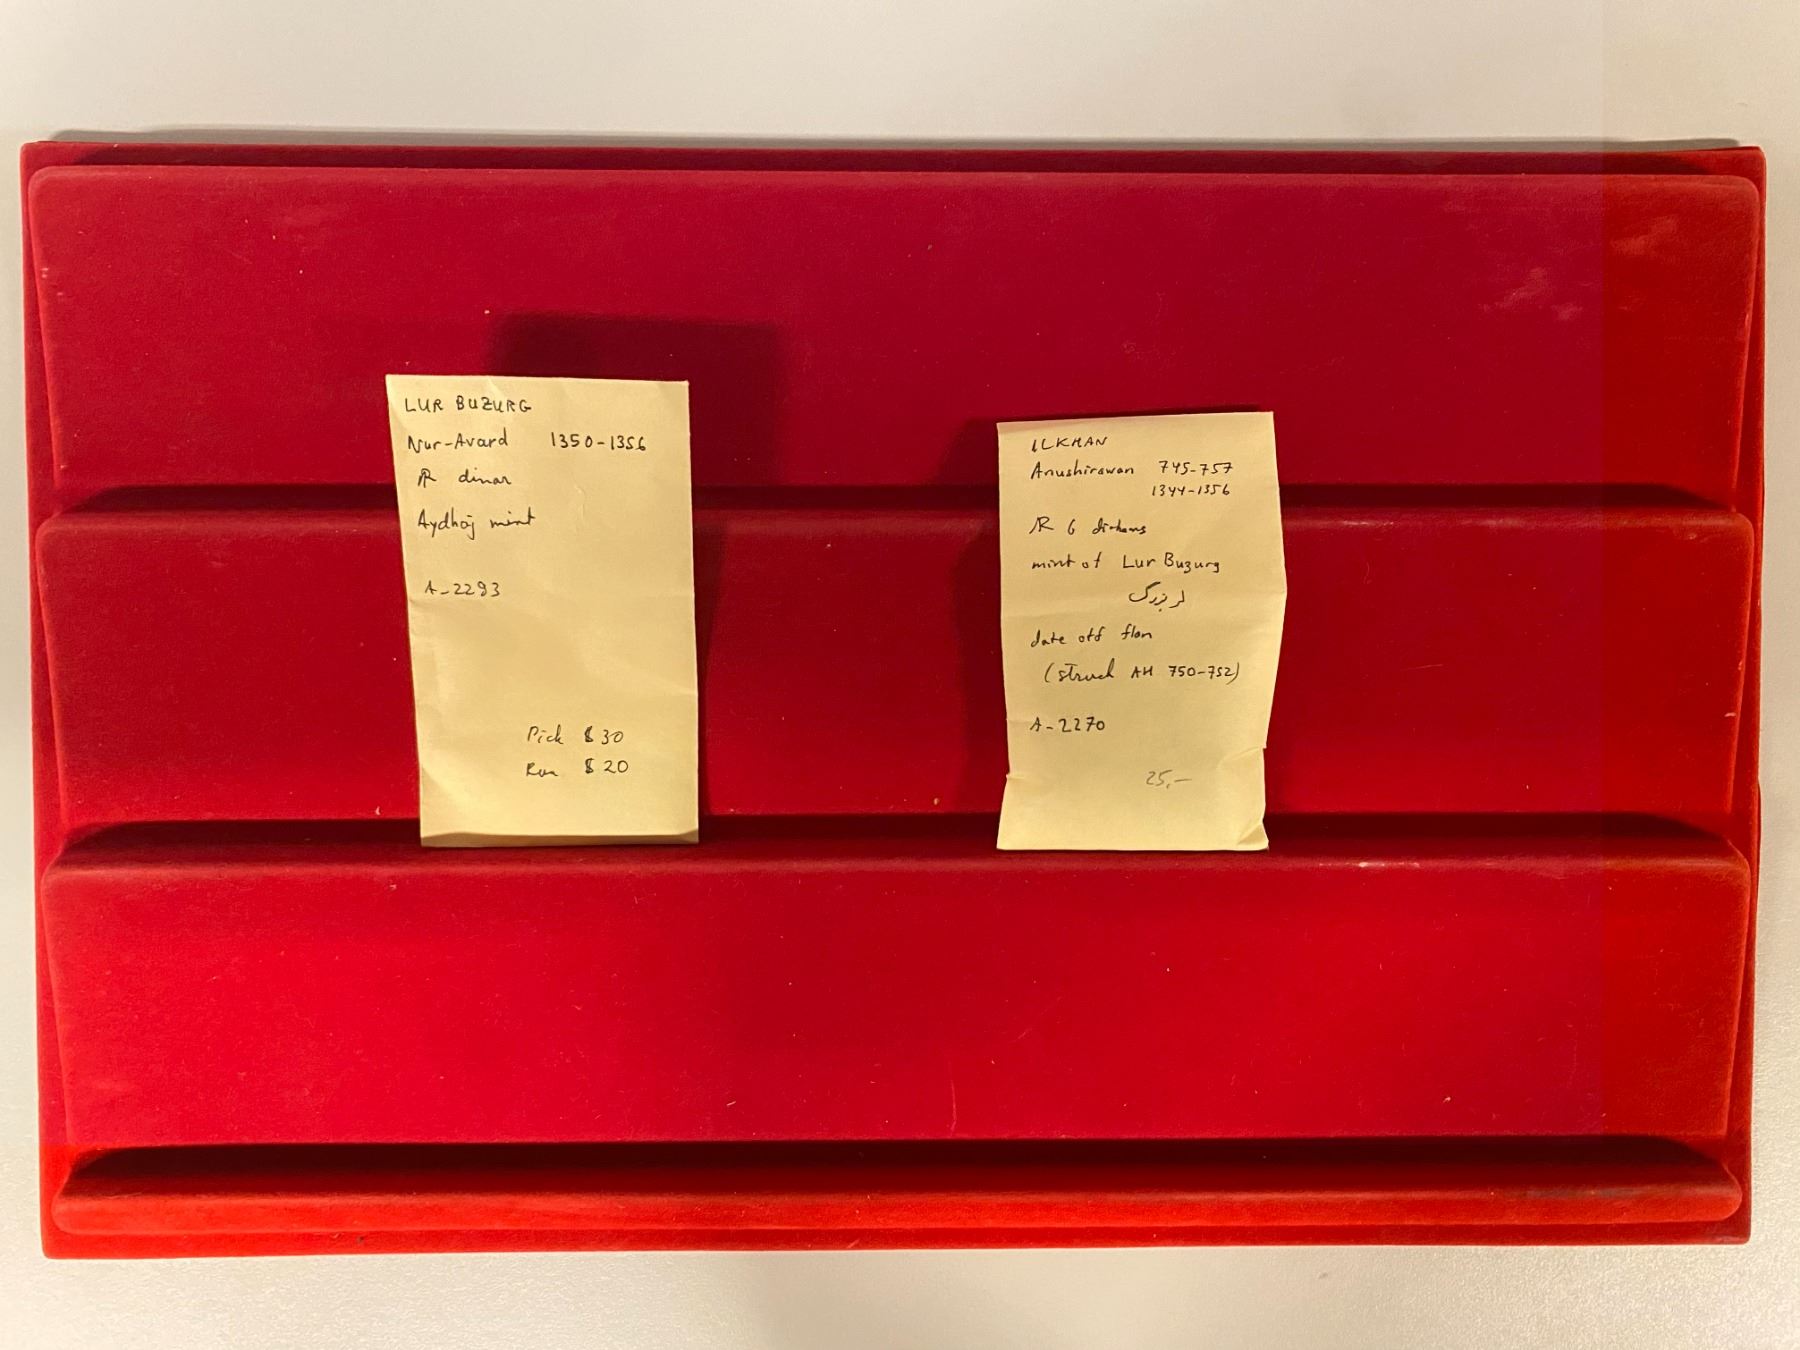 LUR BUZURG
Nur-Avard 1350-1356
AR dinar
Aydhaj mint
A-2293
Pick $30
Run $20
ILKHAN
Anushirawan 745-757
1344-1356
AR 6 dirhams
mint of Lur Buzurg
لر بزرگ
date off flan
(struck AH 750-752)
A-2270
25,-